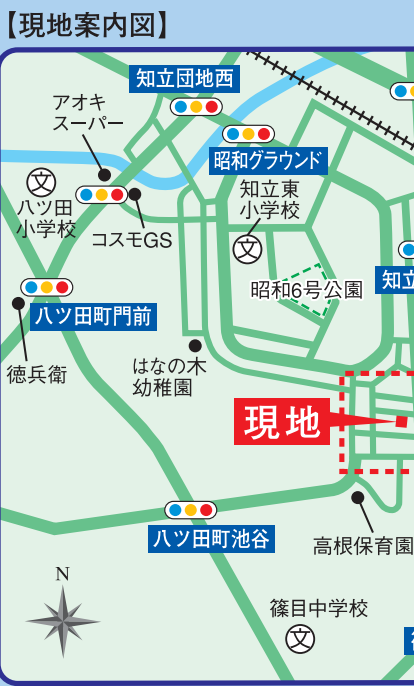 【現地案内図】
知立団地西
アオキ
スーパー
昭和グラウンド
文
八ツ田
小学校
コスモGS
知立東
小学校
文
昭和6号公園
知立
八ツ田町門前
徳兵衛
はなの木
幼稚園
現地
八ツ田町池谷
高根保育園
N
篠目中学校
文